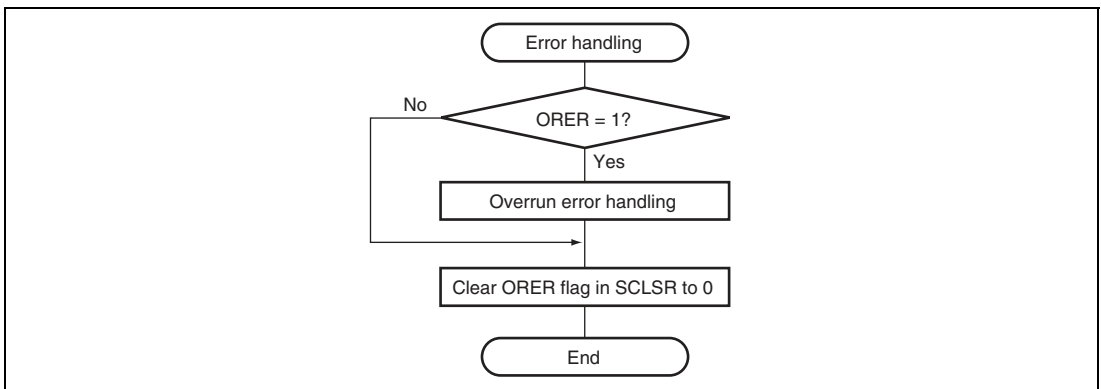 Error handling
No
ORER = 1?
Yes
Overrun error handling
Clear ORER flag in SCLSR to 0
End